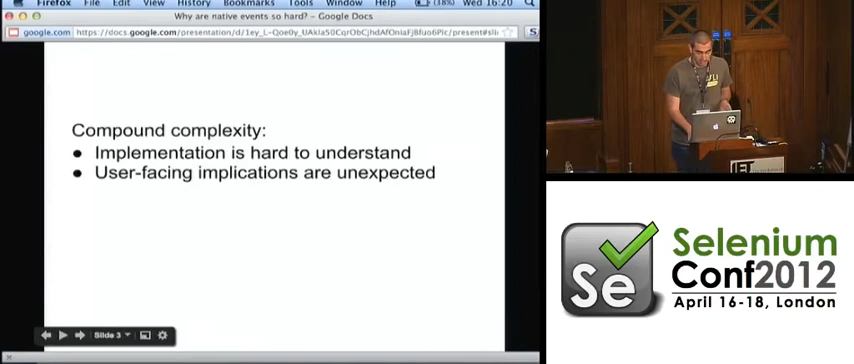 Firefox File Edit View History Bookmarks Tools Window Help (38%) Wed 16:20
Why are native events so hard? – Google Docs
google.com
Compound complexity:
● Implementation is hard to understand
● User-facing implications are unexpected
Slide 3
IET
Se
Selenium
Conf2012
April 16-18, London